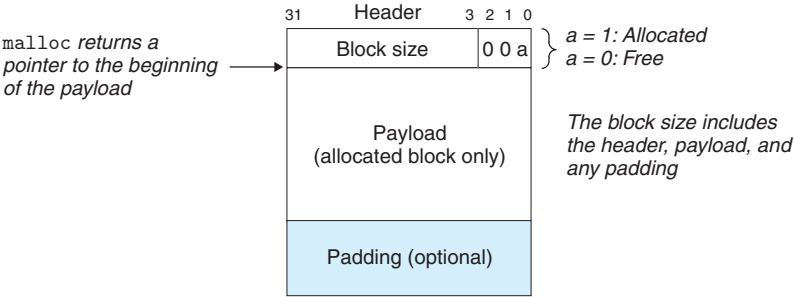 31 Header 3 2 1 0
malloc returns a
pointer to the beginning
of the payload
Block size
0 0 a
a = 1: Allocated
a = 0: Free
Payload
(allocated block only)
The block size includes
the header, payload, and
any padding
Padding (optional)